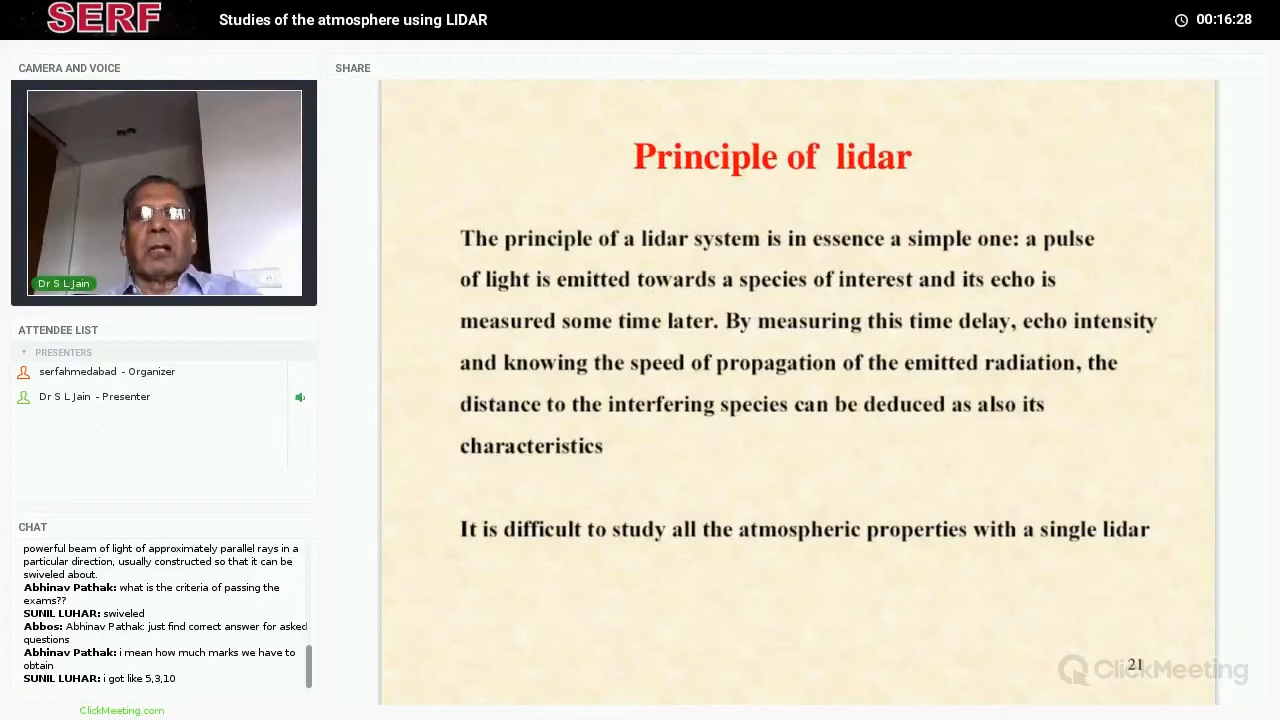 SERF
Studies of the atmosphere using LIDAR
00:16:28
CAMERA AND VOICE
Dr S L Jain
ATTENDEE LIST
PRESENTERS
serfahmedabad - Organizer
Dr S L Jain - Presenter
CHAT
powerful beam of light of approximately parallel rays in a
particular direction, usually constructed so that it can be
swiveled about.
Abhinav Pathak: what is the criteria of passing the
exams??
SUNIL LUHAR: swiveled
Abbos: Abhinav Pathak: just find correct answer for asked
questions
Abhinav Pathak: i mean how much marks we have to
obtain
SUNIL LUHAR: i got like 5,3,10
ClickMeeting.com
SHARE
Principle of lidar
The principle of a lidar system is in essence a simple one: a pulse
of light is emitted towards a species of interest and its echo is
measured some time later. By measuring this time delay, echo intensity
and knowing the speed of propagation of the emitted radiation, the
distance to the interfering species can be deduced as also its
characteristics
It is difficult to study all the atmospheric properties with a single lidar
21
ClickMeeting